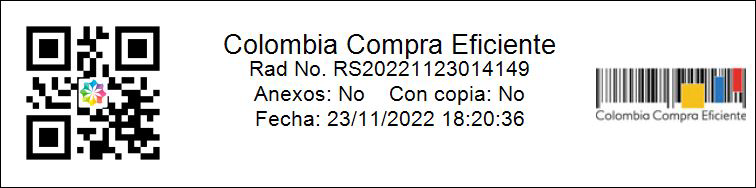 Colombia Compra Eficiente
Rad No. RS20221123014149
Anexos: No    Con copia: No
Fecha: 23/11/2022 18:20:36
Colombia Compra Eficiente